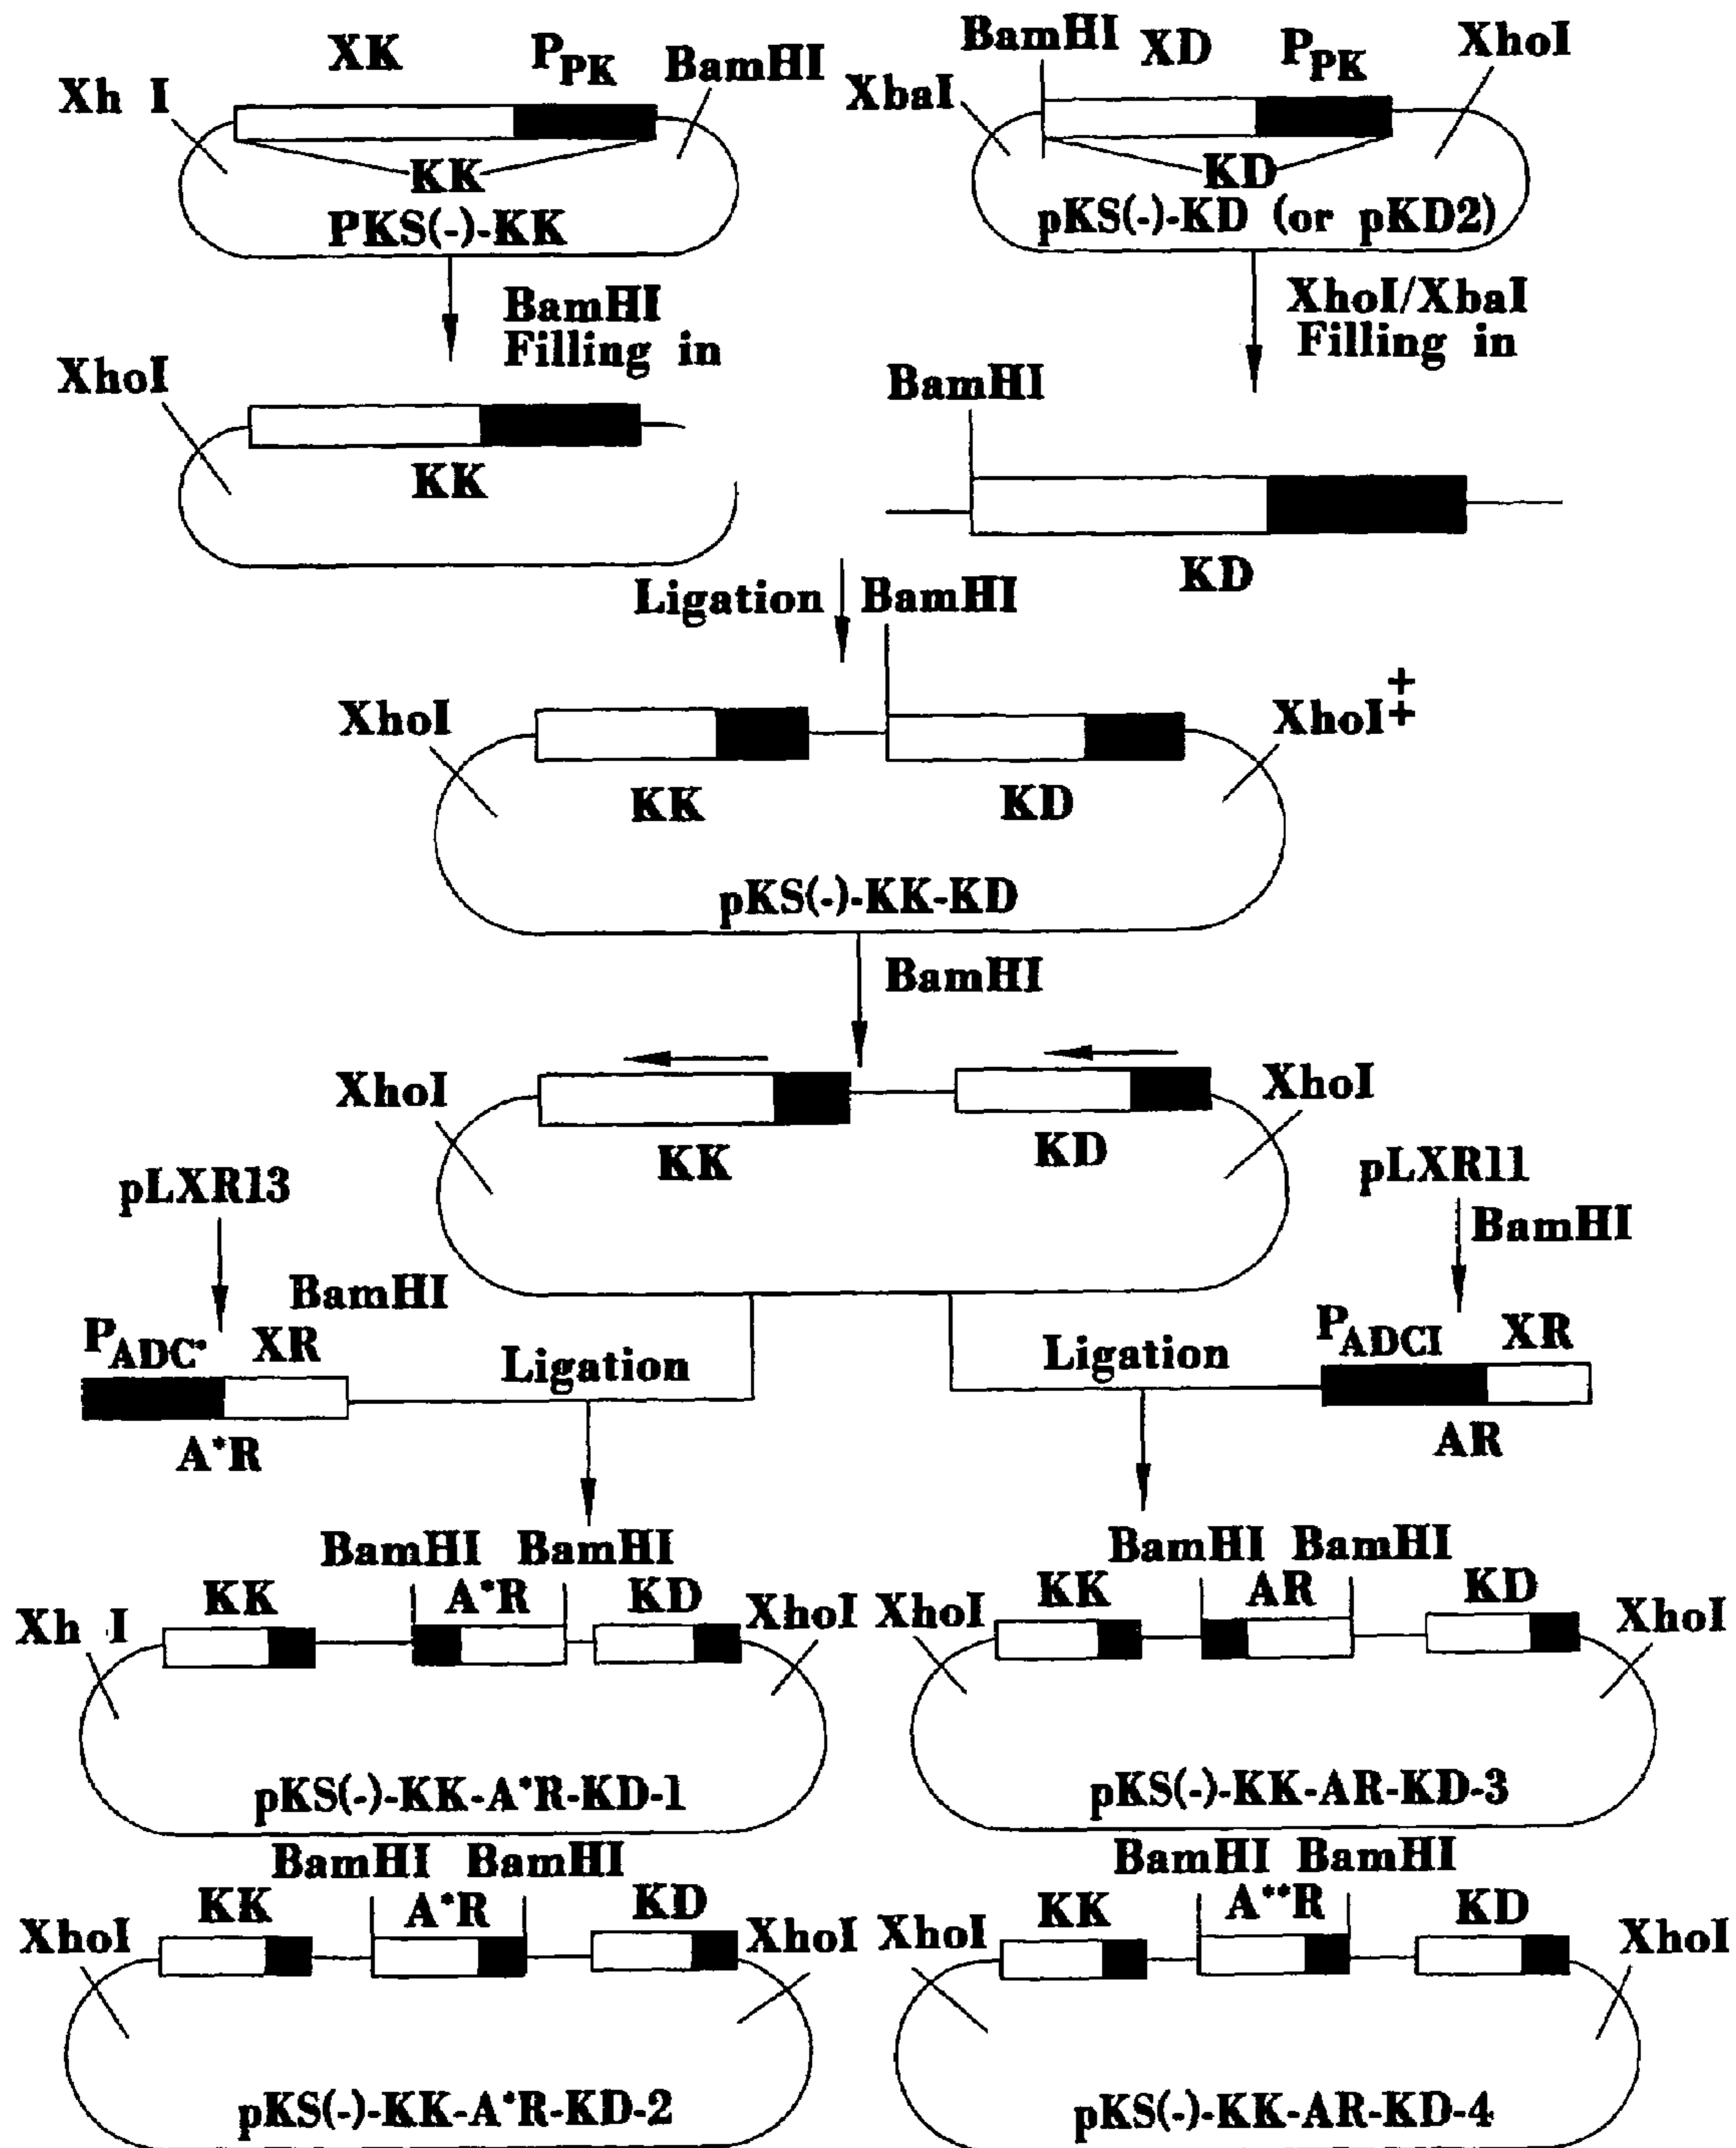 XK P_PK BamHI
Xh I
KK
PKS(-)-KK
BamHI XD P_PK XhoI
XbaI
KD
pKS(-)-KD (or pKD2)
BamHI
Filling in
XhoI/XbaI
Filling in
XhoI
KK
BamHI
KD
Ligation BamHI
XhoI XhoI‡
KK KD
pKS(-)-KK-KD
BamHI
XhoI XhoI
KK KD
pLXR13
BamHI
P_ADC* XR
A*R
Ligation
pLXR11
BamHI
P_ADCI XR
AR
Ligation
BamHI BamHI
KK A*R KD
Xh I XhoI
pKS(-)-KK-A*R-KD-1
BamHI BamHI
KK AR KD
XhoI XhoI
pKS(-)-KK-AR-KD-3
BamHI BamHI
KK A*R KD
XhoI XhoI
pKS(-)-KK-A*R-KD-2
BamHI BamHI
KK A**R KD
XhoI XhoI
pKS(-)-KK-AR-KD-4